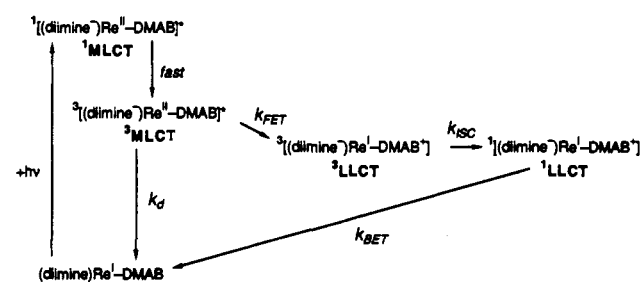 ¹[(diimine⁻)Reᴵᴵ–DMAB]*
¹MLCT
fast
³[(diimine⁻)Reᴵᴵ–DMAB]*
³MLCT
k_FET
³[(diimine⁻)Reᴵ–DMAB⁺]
³LLCT
k_ISC
¹[(diimine⁻)Reᴵ–DMAB⁺]
¹LLCT
+hν
k_d
k_BET
(diimine)Reᴵ–DMAB